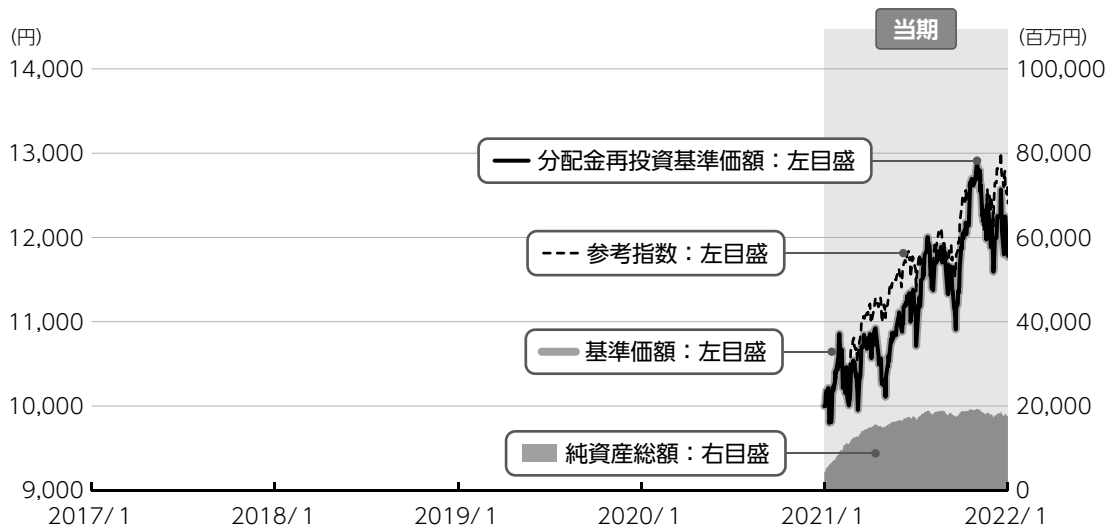 当期
(円)
(百万円)
14,000
100,000
13,000
80,000
分配金再投資基準価額：左目盛
12,000
60,000
参考指数：左目盛
11,000
40,000
基準価額：左目盛
10,000
20,000
純資産総額：右目盛
9,000
0
2017/1
2018/1
2019/1
2020/1
2021/1
2022/1